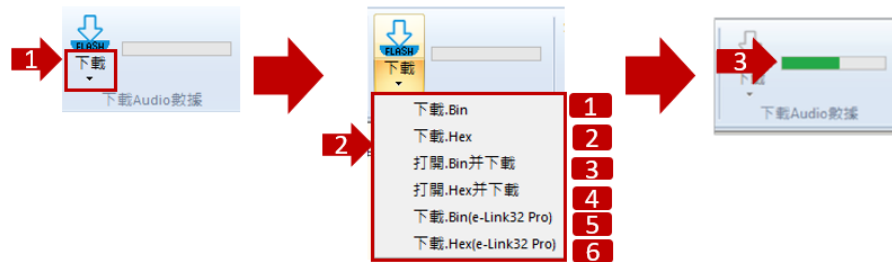 1
FLASH
下載
下載Audio數據
2
FLASH
下載
下載.Bin
1
下載.Hex
2
打開.Bin并下載
3
打開.Hex并下載
4
下載.Bin(e-Link32 Pro)
5
下載.Hex(e-Link32 Pro)
6
3
下載Audio數據